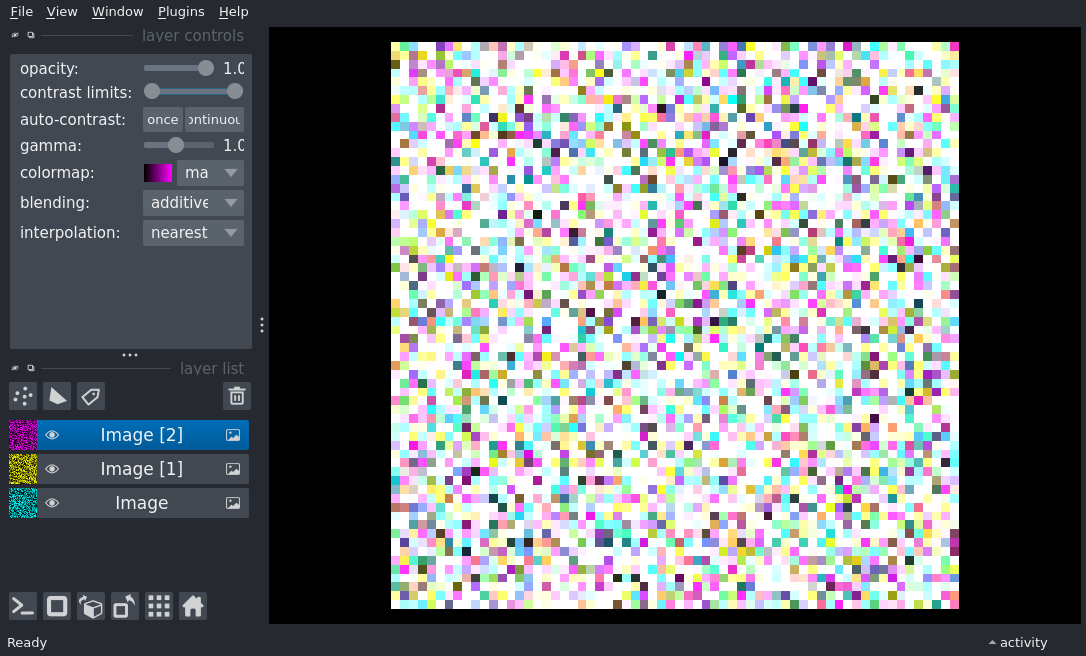 File View Window Plugins Help
layer controls
opacity: 1.0
contrast limits:
auto-contrast: once ontinuou
gamma: 1.0
colormap: ma
blending: additive
interpolation: nearest
layer list
Image [2]
Image [1]
Image
Ready activity